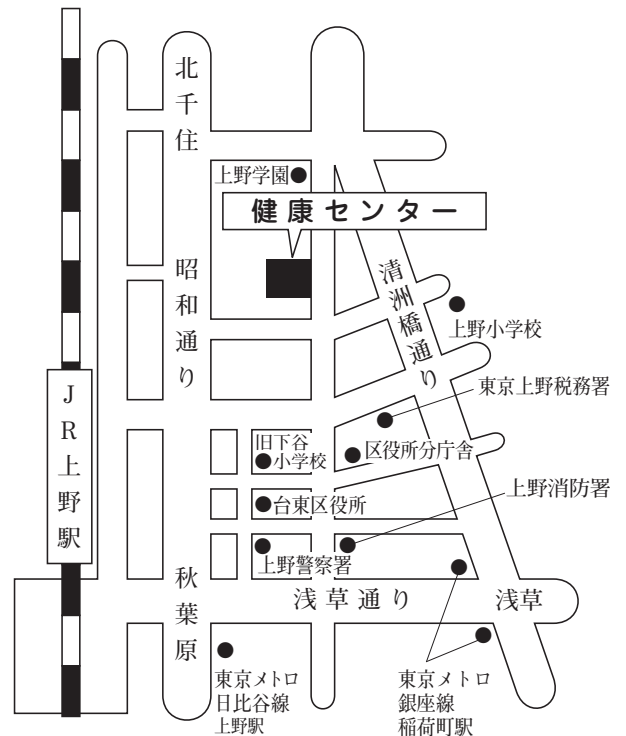 北千住
上野学園
健康センター
昭和通り
清洲橋通り
上野小学校
東京上野税務署
JR上野駅
旧下谷
小学校
区役所分庁舎
台東区役所
上野消防署
上野警察署
秋葉原
浅草通り
浅草
東京メトロ
日比谷線
上野駅
東京メトロ
銀座線
稲荷町駅